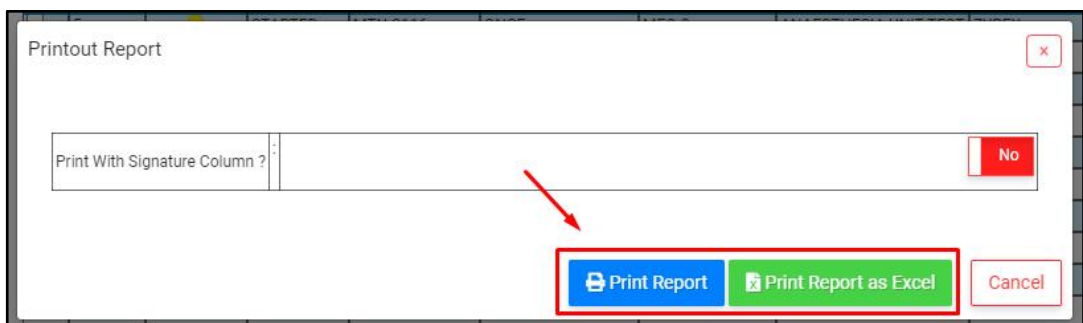 Printout Report
x
Print With Signature Column ? :
No
Print Report
Print Report as Excel
Cancel